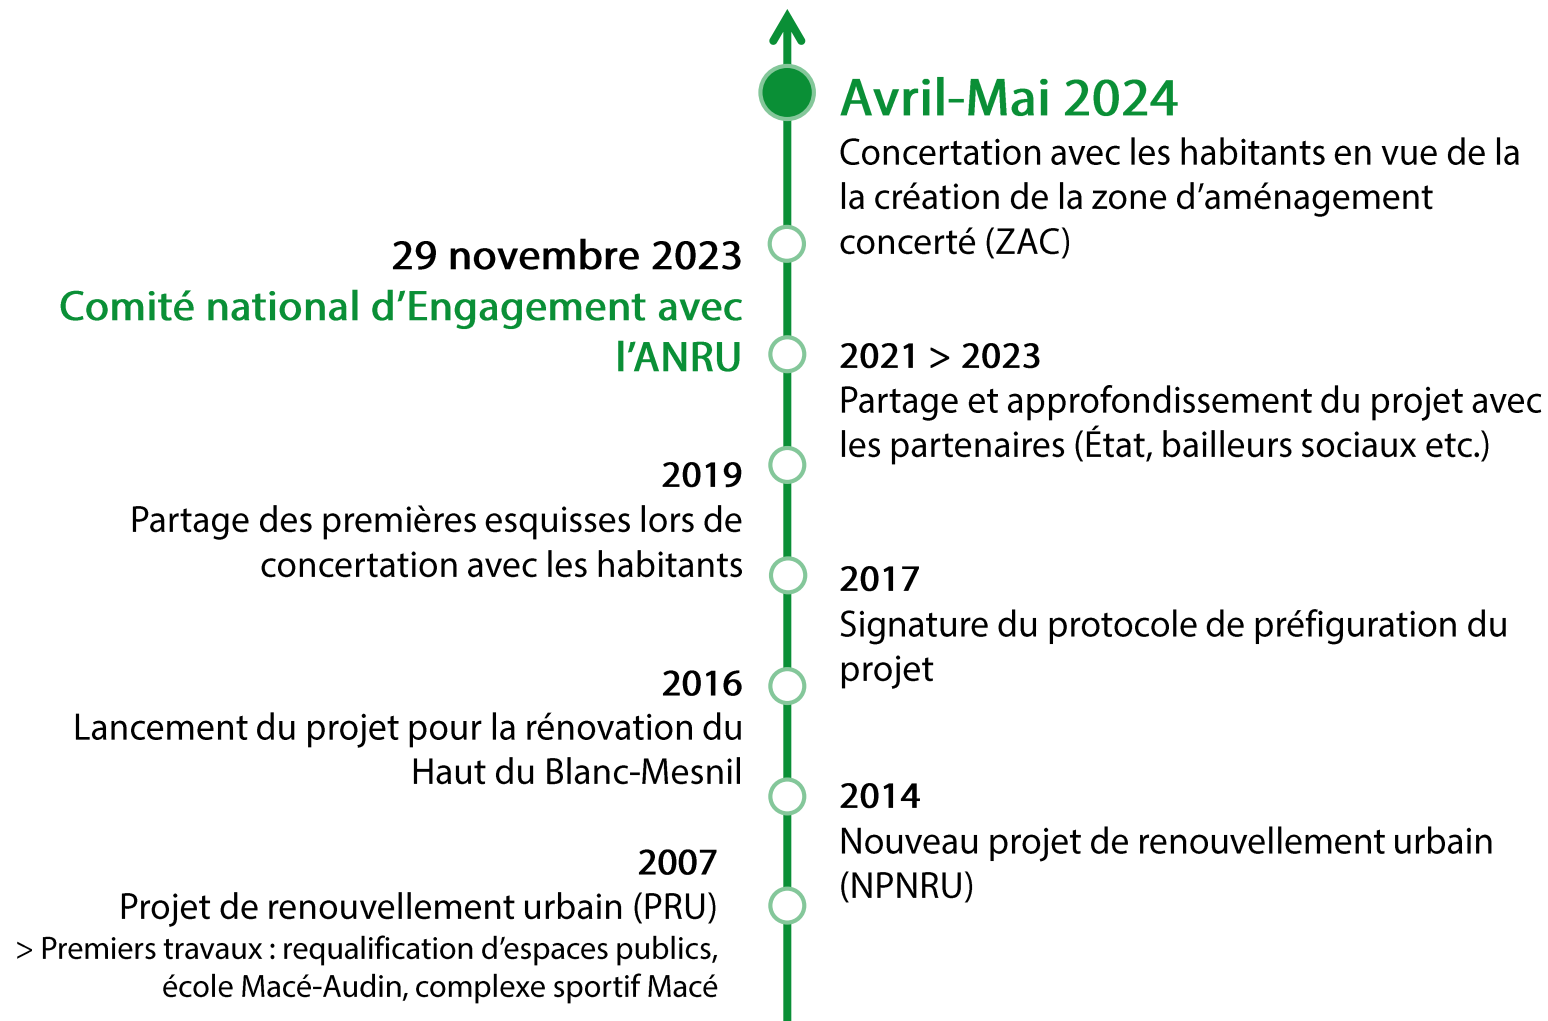 Avril-Mai 2024
Concertation avec les habitants en vue de la
la création de la zone d’aménagement
concerté (ZAC)
29 novembre 2023
Comité national d’Engagement avec
l’ANRU
2021 > 2023
Partage et approfondissement du projet avec
les partenaires (État, bailleurs sociaux etc.)
2019
Partage des premières esquisses lors de
concertation avec les habitants
2017
Signature du protocole de préfiguration du
projet
2016
Lancement du projet pour la rénovation du
Haut du Blanc-Mesnil
2014
Nouveau projet de renouvellement urbain
(NPNRU)
2007
Projet de renouvellement urbain (PRU)
> Premiers travaux : requalification d’espaces publics,
école Macé-Audin, complexe sportif Macé